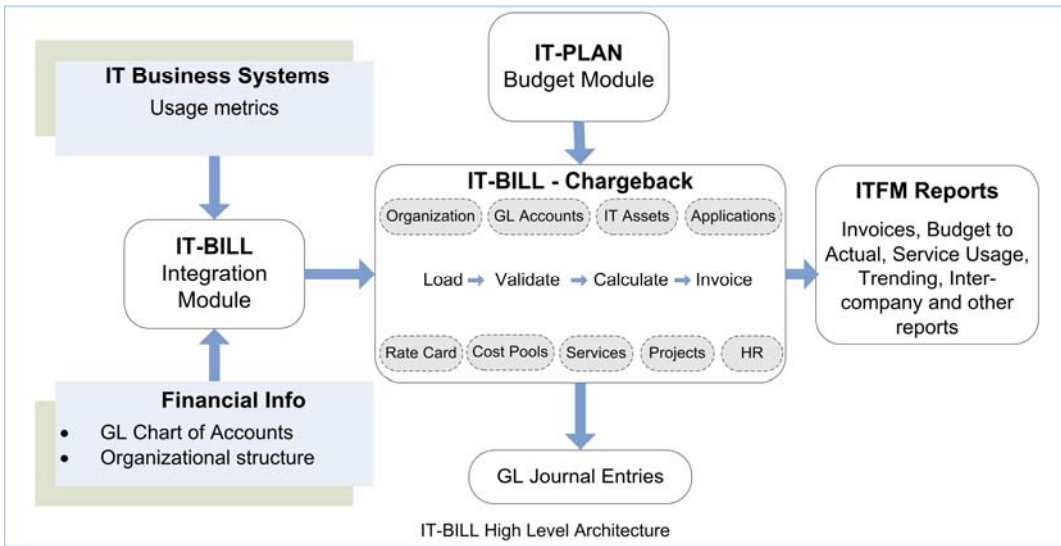 IT Business Systems
Usage metrics
IT-PLAN
Budget Module
IT-BILL
Integration
Module
IT-BILL - Chargeback
Organization
GL Accounts
IT Assets
Applications
Load
Validate
Calculate
Invoice
Rate Card
Cost Pools
Services
Projects
HR
ITFM Reports
Invoices, Budget to
Actual, Service Usage,
Trending, Inter-
company and other
reports
Financial Info
• GL Chart of Accounts
• Organizational structure
GL Journal Entries
IT-BILL High Level Architecture